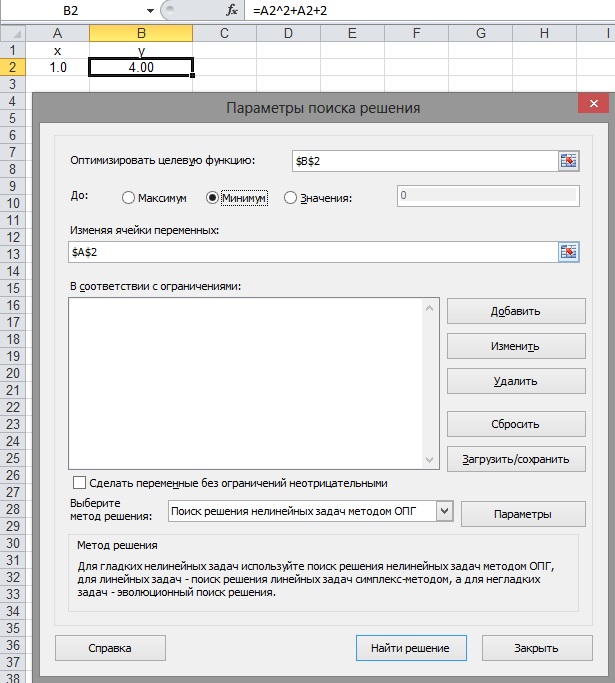 B2 fx =A2^2+A2+2
A B C D E F G H I
1 x y
2 1.0 4.00
3
4
5
6
7
8
9
10
11
12
13
14
15
16
17
18
19
20
21
22
23
24
25
26
27
28
29
30
31
32
33
34
35
36
37
38
Параметры поиска решения
Оптимизировать целевую функцию: $B$2
До: Максимум Минимум Значения: 0
Изменяя ячейки переменных:
$A$2
В соответствии с ограничениями:
Добавить
Изменить
Удалить
Сбросить
Загрузить/сохранить
Сделать переменные без ограничений неотрицательными
Выберите
метод решения:
Поиск решения нелинейных задач методом ОПГ
Параметры
Метод решения
Для гладких нелинейных задач используйте поиск решения нелинейных задач методом ОПГ,
для линейных задач - поиск решения линейных задач симплекс-методом, а для негладких
задач - эволюционный поиск решения.
Справка Найти решение Закрыть